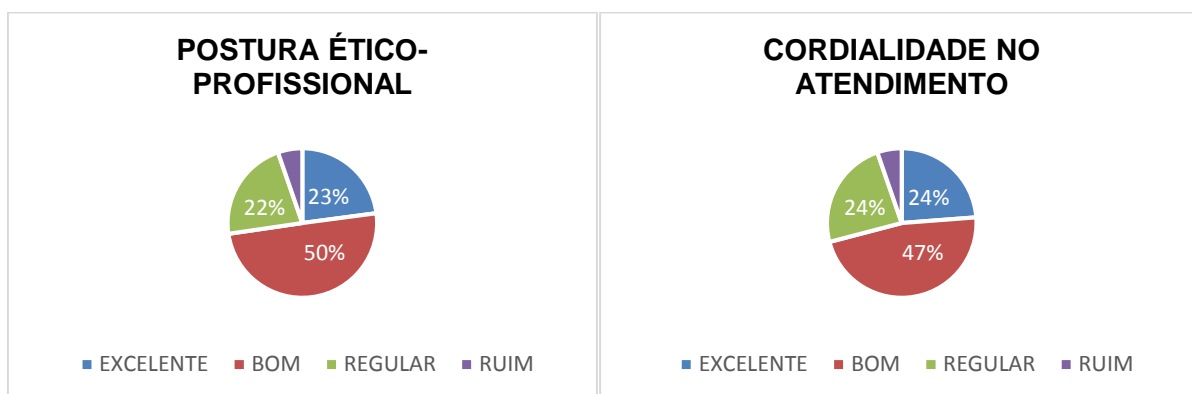 POSTURA ÉTICO-
PROFISSIONAL
23%
22%
50%
EXCELENTE BOM REGULAR RUIM
CORDIALIDADE NO
ATENDIMENTO
24%
24%
47%
EXCELENTE BOM REGULAR RUIM